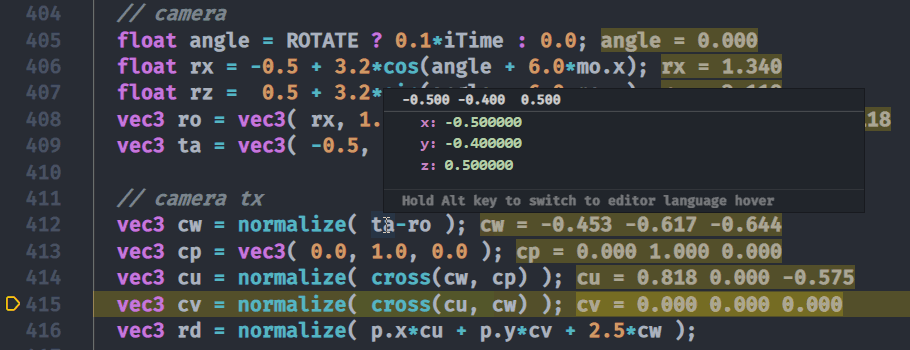 404 // camera
405 float angle = ROTATE ? 0.1*iTime : 0.0; angle = 0.000
406 float rx = -0.5 + 3.2*cos(angle + 6.0*mo.x); rx = 1.340
407 float rz =  0.5 + 3.2*
-0.500 -0.400  0.500
408 vec3 ro = vec3( rx, 1. 18
x: -0.500000
409 vec3 ta = vec3( -0.5,
y: -0.400000
410
z: 0.500000
411 // camera tx
Hold Alt key to switch to editor language hover
412 vec3 cw = normalize( ta-ro ); cw = -0.453 -0.617 -0.644
413 vec3 cp = vec3( 0.0, 1.0, 0.0 ); cp = 0.000 1.000 0.000
414 vec3 cu = normalize( cross(cw, cp) ); cu = 0.818 0.000 -0.575
415 vec3 cv = normalize( cross(cu, cw) ); cv = 0.000 0.000 0.000
416 vec3 rd = normalize( p.x*cu + p.y*cv + 2.5*cw );